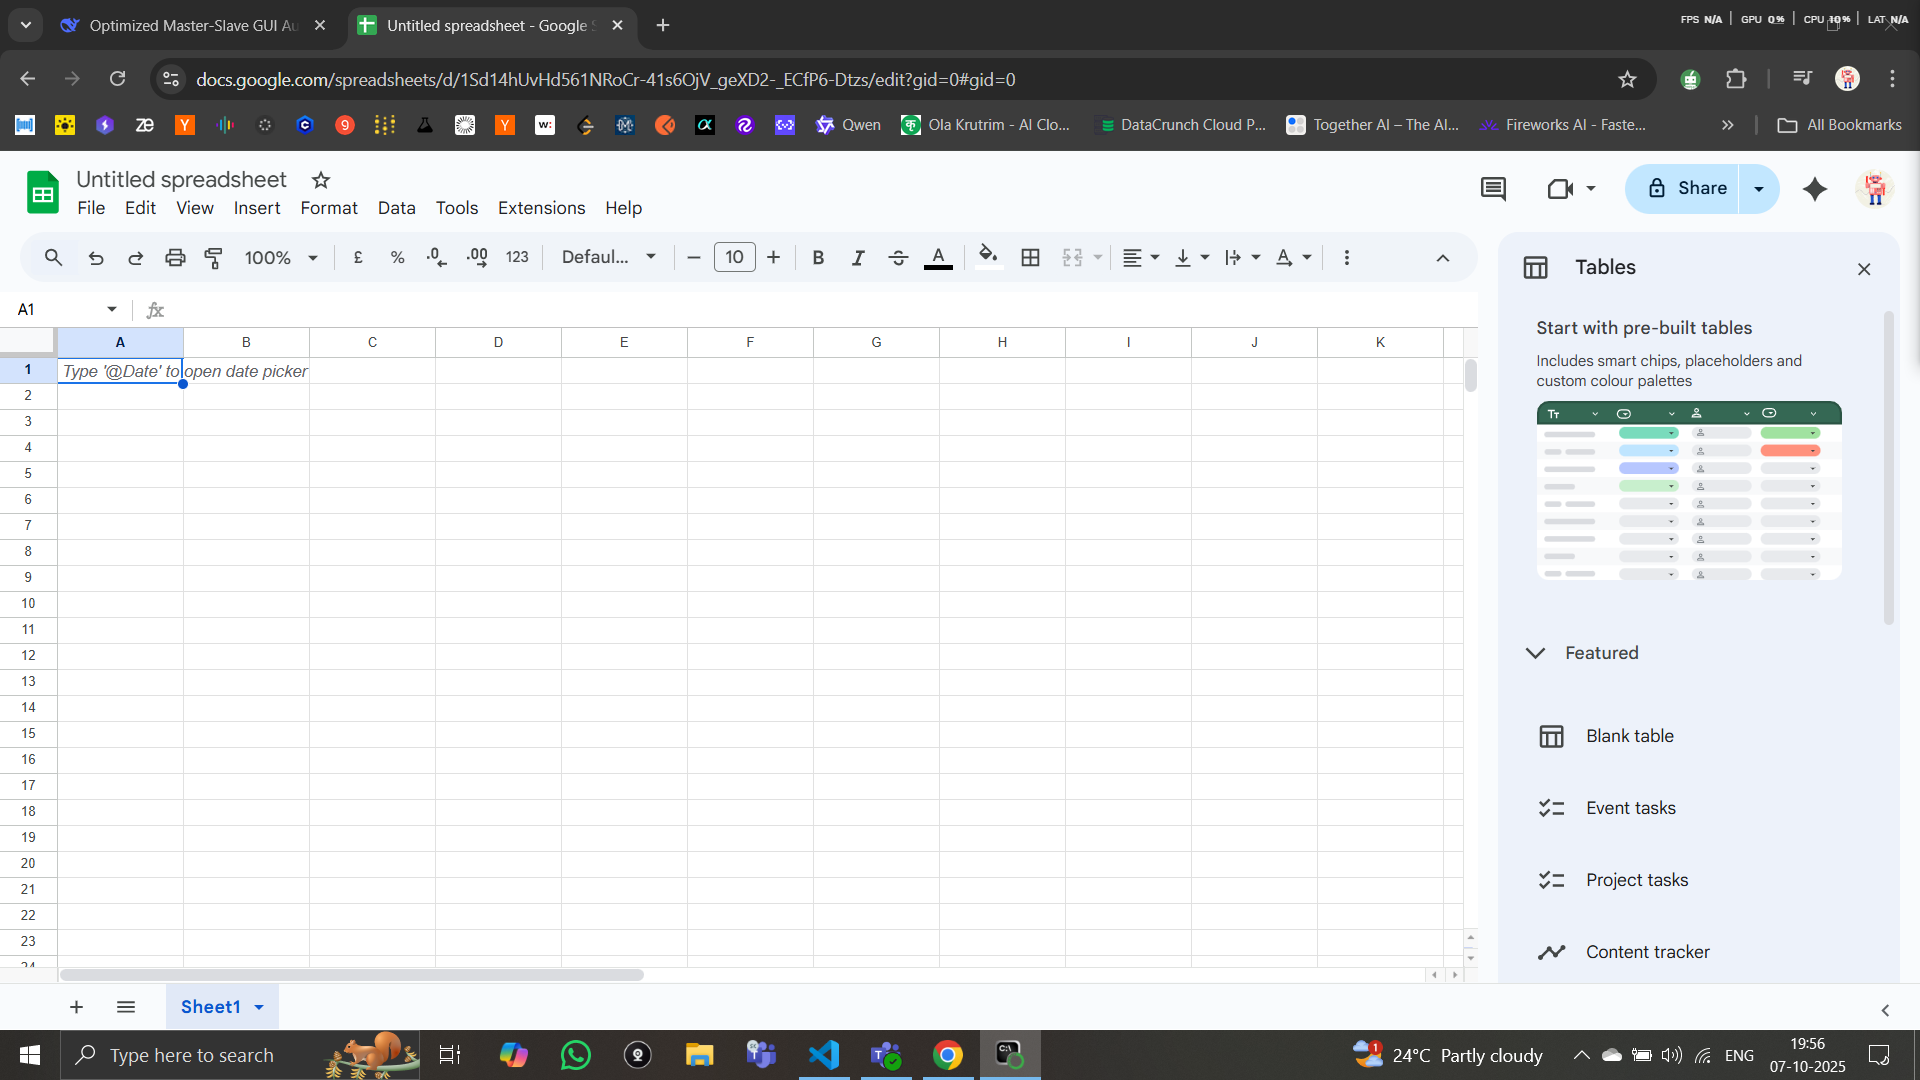 Optimized Master-Slave GUI Au
Untitled spreadsheet - Google S
FPS N/A GPU 0% CPU 10% LAT N/A
docs.google.com/spreadsheets/d/1Sd14hUvHd561NRoCr-41s6OjV_geXD2-_ECfP6-Dtzs/edit?gid=0#gid=0
Qwen
Ola Krutrim - AI Clo...
DataCrunch Cloud P...
Together AI – The AI...
Fireworks AI - Faste...
All Bookmarks
Untitled spreadsheet
File Edit View Insert Format Data Tools Extensions Help
Share
100% £ % .0 .00 123 Defaul... 10 B I A
A1
fx
A B C D E F G H I J K
1 Type '@Date' to open date picker
2
3
4
5
6
7
8
9
10
11
12
13
14
15
16
17
18
19
20
21
22
23
24
Tables
Start with pre-built tables
Includes smart chips, placeholders and
custom colour palettes
Featured
Blank table
Event tasks
Project tasks
Content tracker
Sheet1
Type here to search
24°C Partly cloudy
ENG
19:56
07-10-2025